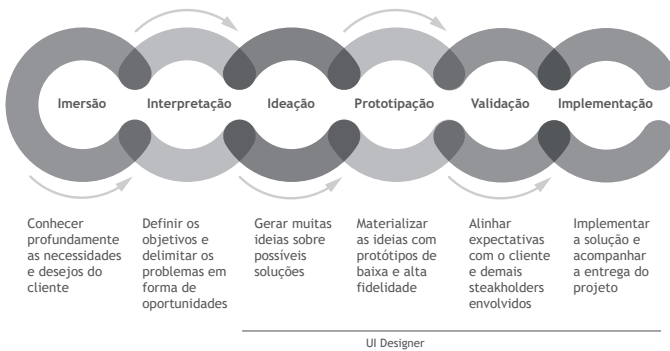 Imersão
Interpretação
Ideação
Prototipação
Validação
Implementação
Conhecer
profundamente
as necessidades
e desejos do
cliente
Definir os
objetivos e
delimitar os
problemas em
forma de
oportunidades
Gerar muitas
ideias sobre
possíveis
soluções
Materializar
as ideias com
protótipos de
baixa e alta
fidelidade
Alinhar
expectativas
com o cliente
e demais
steakholders
envolvidos
Implementar
a solução e
acompanhar
a entrega do
projeto
UI Designer